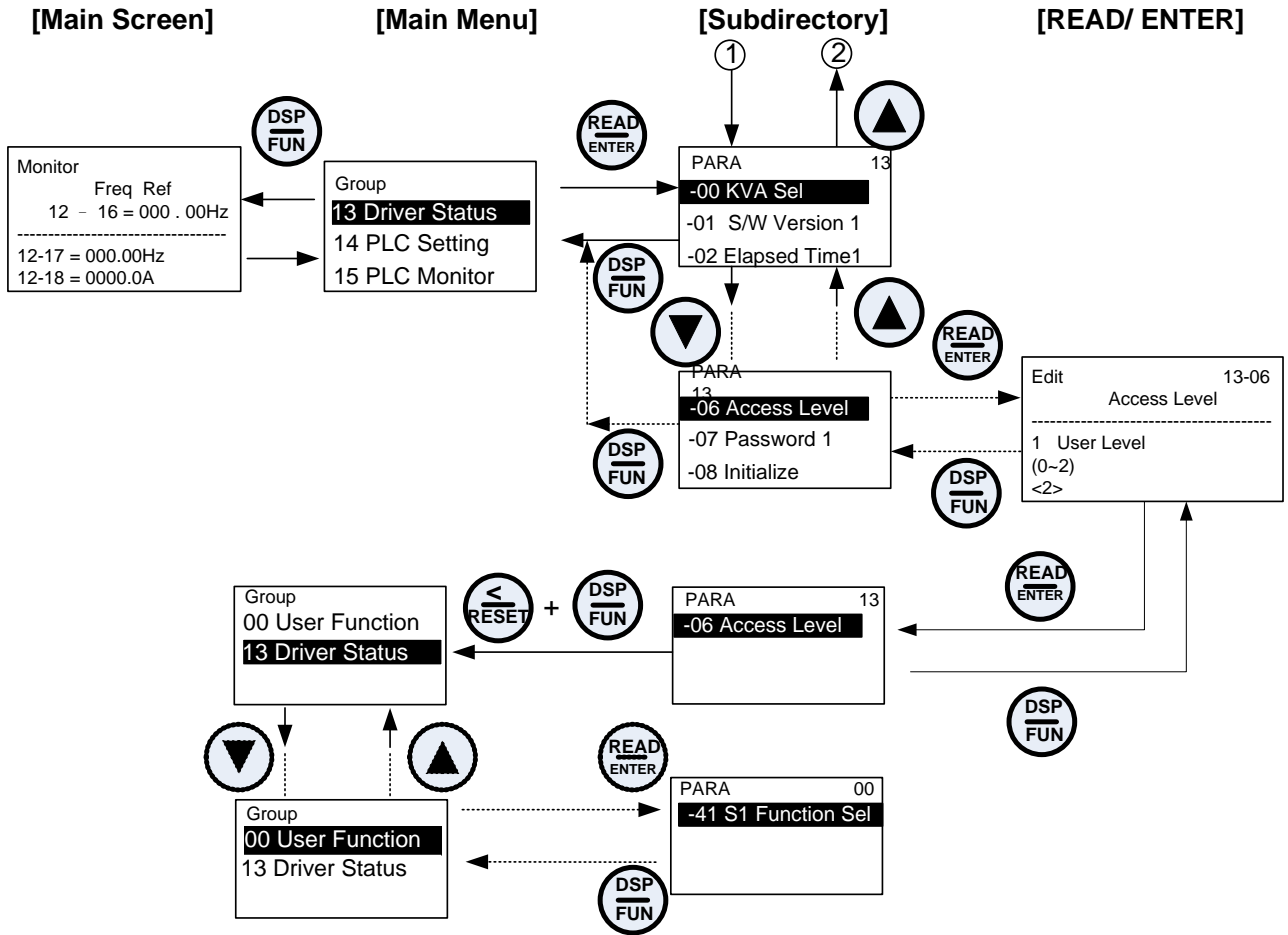 [Main Screen]
[Main Menu]
[Subdirectory]
[READ/ ENTER]
1
2
DSP
FUN
READ
ENTER
Monitor
Freq Ref
12 - 16 = 000 . 00Hz
12-17 = 000.00Hz
12-18 = 0000.0A
Group
13 Driver Status
14 PLC Setting
15 PLC Monitor
PARA 13
-00 KVA Sel
-01 S/W Version 1
-02 Elapsed Time1
DSP
FUN
READ
ENTER
PARA
13
-06 Access Level
-07 Password 1
-08 Initialize
DSP
FUN
DSP
FUN
Edit 13-06
Access Level
1 User Level
(0~2)
<2>
READ
ENTER
Group
00 User Function
13 Driver Status
<
RESET
+
DSP
FUN
PARA 13
-06 Access Level
DSP
FUN
READ
ENTER
Group
00 User Function
13 Driver Status
PARA 00
-41 S1 Function Sel
DSP
FUN